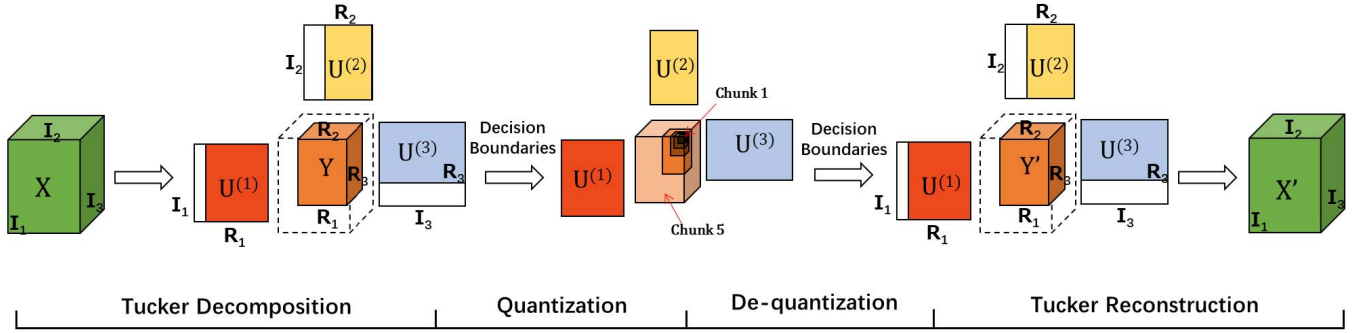 R₂
I₂
U⁽²⁾
I₂
X
I₃
I₁
U⁽¹⁾
I₁
R₁
R₂
Y
R₃
R₁
U⁽³⁾
R₃
I₃
Decision
Boundaries
U⁽²⁾
Chunk 1
U⁽¹⁾
U⁽³⁾
Chunk 5
Decision
Boundaries
R₂
I₂
U⁽²⁾
U⁽¹⁾
I₁
R₁
R₂
Y'
R₃
R₁
U⁽³⁾
R₃
I₃
I₂
X'
I₃
I₁
Tucker Decomposition
Quantization
De-quantization
Tucker Reconstruction